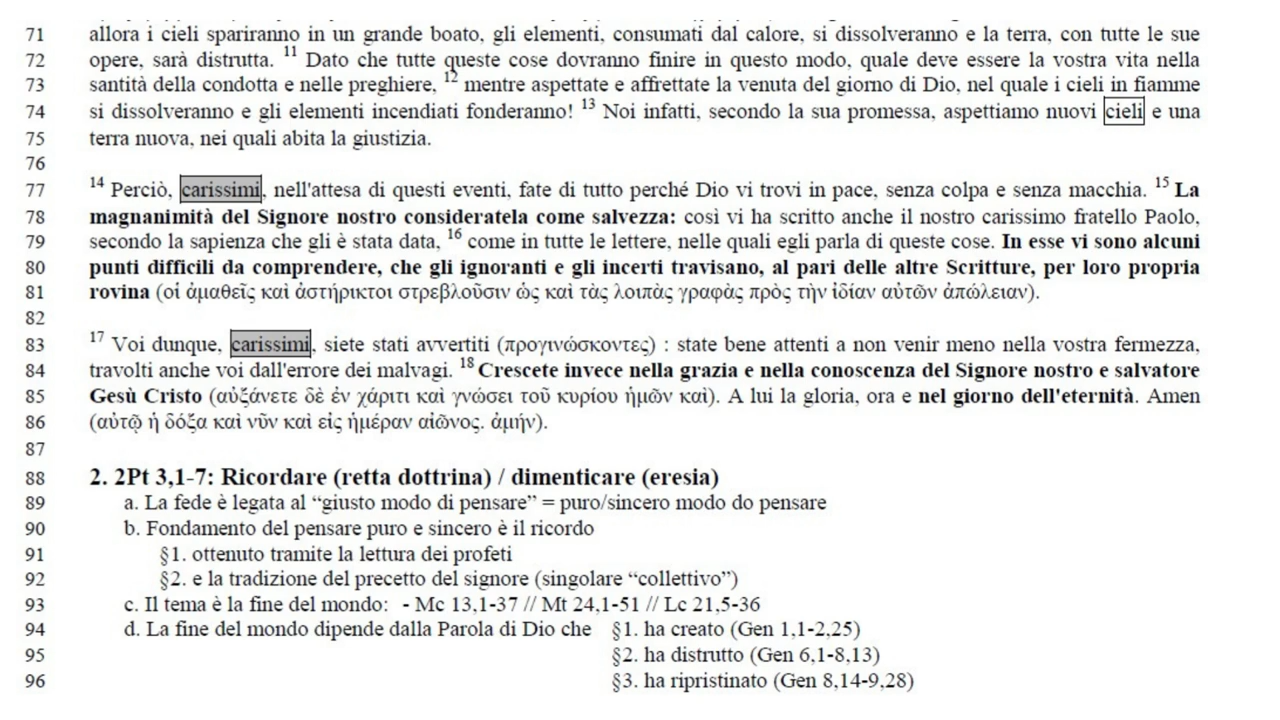 71 allora i cieli spariranno in un grande boato, gli elementi, consumati dal calore, si dissolveranno e la terra, con tutte le sue
72 opere, sarà distrutta. 11 Dato che tutte queste cose dovranno finire in questo modo, quale deve essere la vostra vita nella
73 santità della condotta e nelle preghiere, 12 mentre aspettate e affrettate la venuta del giorno di Dio, nel quale i cieli in fiamme
74 si dissolveranno e gli elementi incendiati fonderanno! 13 Noi infatti, secondo la sua promessa, aspettiamo nuovi cieli e una
75 terra nuova, nei quali abita la giustizia.
76
77 14 Perciò, carissimi, nell'attesa di questi eventi, fate di tutto perché Dio vi trovi in pace, senza colpa e senza macchia. 15 La
78 magnanimità del Signore nostro consideratela come salvezza: così vi ha scritto anche il nostro carissimo fratello Paolo,
79 secondo la sapienza che gli è stata data, 16 come in tutte le lettere, nelle quali egli parla di queste cose. In esse vi sono alcuni
80 punti difficili da comprendere, che gli ignoranti e gli incerti travisano, al pari delle altre Scritture, per loro propria
81 rovina (οἱ ἀμαθεῖς καὶ ἀστήρικτοι στρεβλοῦσιν ὡς καὶ τὰς λοιπὰς γραφὰς πρὸς τὴν ἰδίαν αὐτῶν ἀπώλειαν).
82
83 17 Voi dunque, carissimi, siete stati avvertiti (προγινώσκοντες) : state bene attenti a non venir meno nella vostra fermezza,
84 travolti anche voi dall'errore dei malvagi. 18 Crescete invece nella grazia e nella conoscenza del Signore nostro e salvatore
85 Gesù Cristo (αὐξάνετε δὲ ἐν χάριτι καὶ γνώσει τοῦ κυρίου ἡμῶν καὶ). A lui la gloria, ora e nel giorno dell'eternità. Amen
86 (αὐτῷ ἡ δόξα καὶ νῦν καὶ εἰς ἡμέραν αἰῶνος. ἀμήν).
87
88 2. 2Pt 3,1-7: Ricordare (retta dottrina) / dimenticare (eresia)
89 a. La fede è legata al “giusto modo di pensare” = puro/sincero modo do pensare
90 b. Fondamento del pensare puro e sincero è il ricordo
91 §1. ottenuto tramite la lettura dei profeti
92 §2. e la tradizione del precetto del signore (singolare “collettivo”)
93 c. Il tema è la fine del mondo: - Mc 13,1-37 // Mt 24,1-51 // Lc 21,5-36
94 d. La fine del mondo dipende dalla Parola di Dio che §1. ha creato (Gen 1,1-2,25)
95 §2. ha distrutto (Gen 6,1-8,13)
96 §3. ha ripristinato (Gen 8,14-9,28)